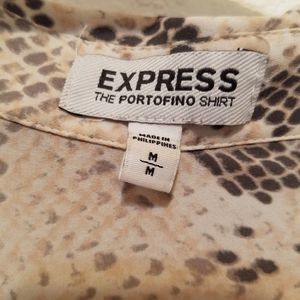 EXPRESS
THE PORTOFINO SHIRT
MADE IN
PHILIPPINES
M
M